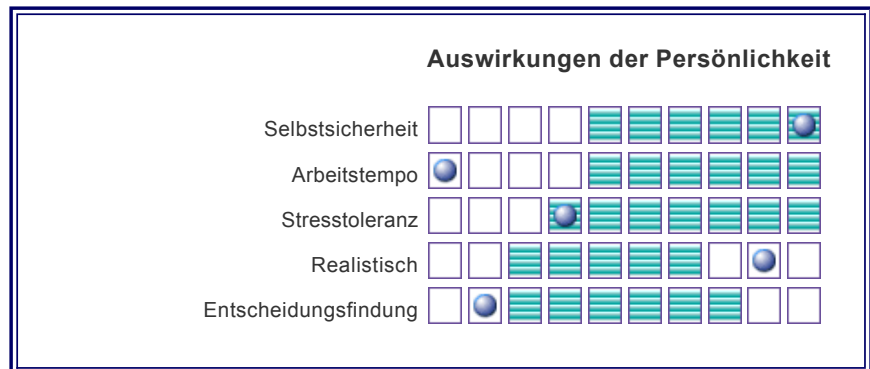 Auswirkungen der Persönlichkeit
Selbstsicherheit
Arbeitstempo
Stresstoleranz
Realistisch
Entscheidungsfindung